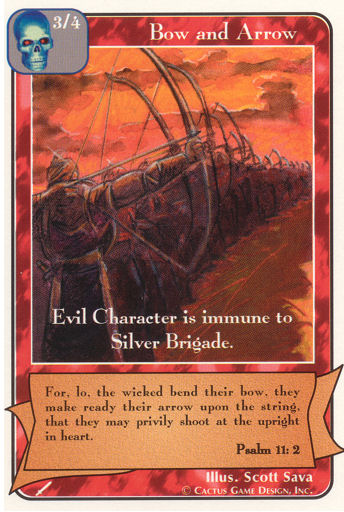 3/4
Bow and Arrow
Evil Character is immune to
Silver Brigade.
For, lo, the wicked bend their bow, they
make ready their arrow upon the string,
that they may privily shoot at the upright
in heart.
Psalm 11: 2
Illus. Scott Sava
© Cactus Game Design, Inc.